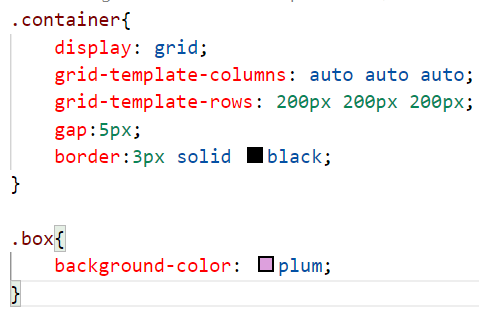 .container{
display: grid;
grid-template-columns: auto auto auto;
grid-template-rows: 200px 200px 200px;
gap:5px;
border:3px solid black;
}
.box{
background-color: plum;
}